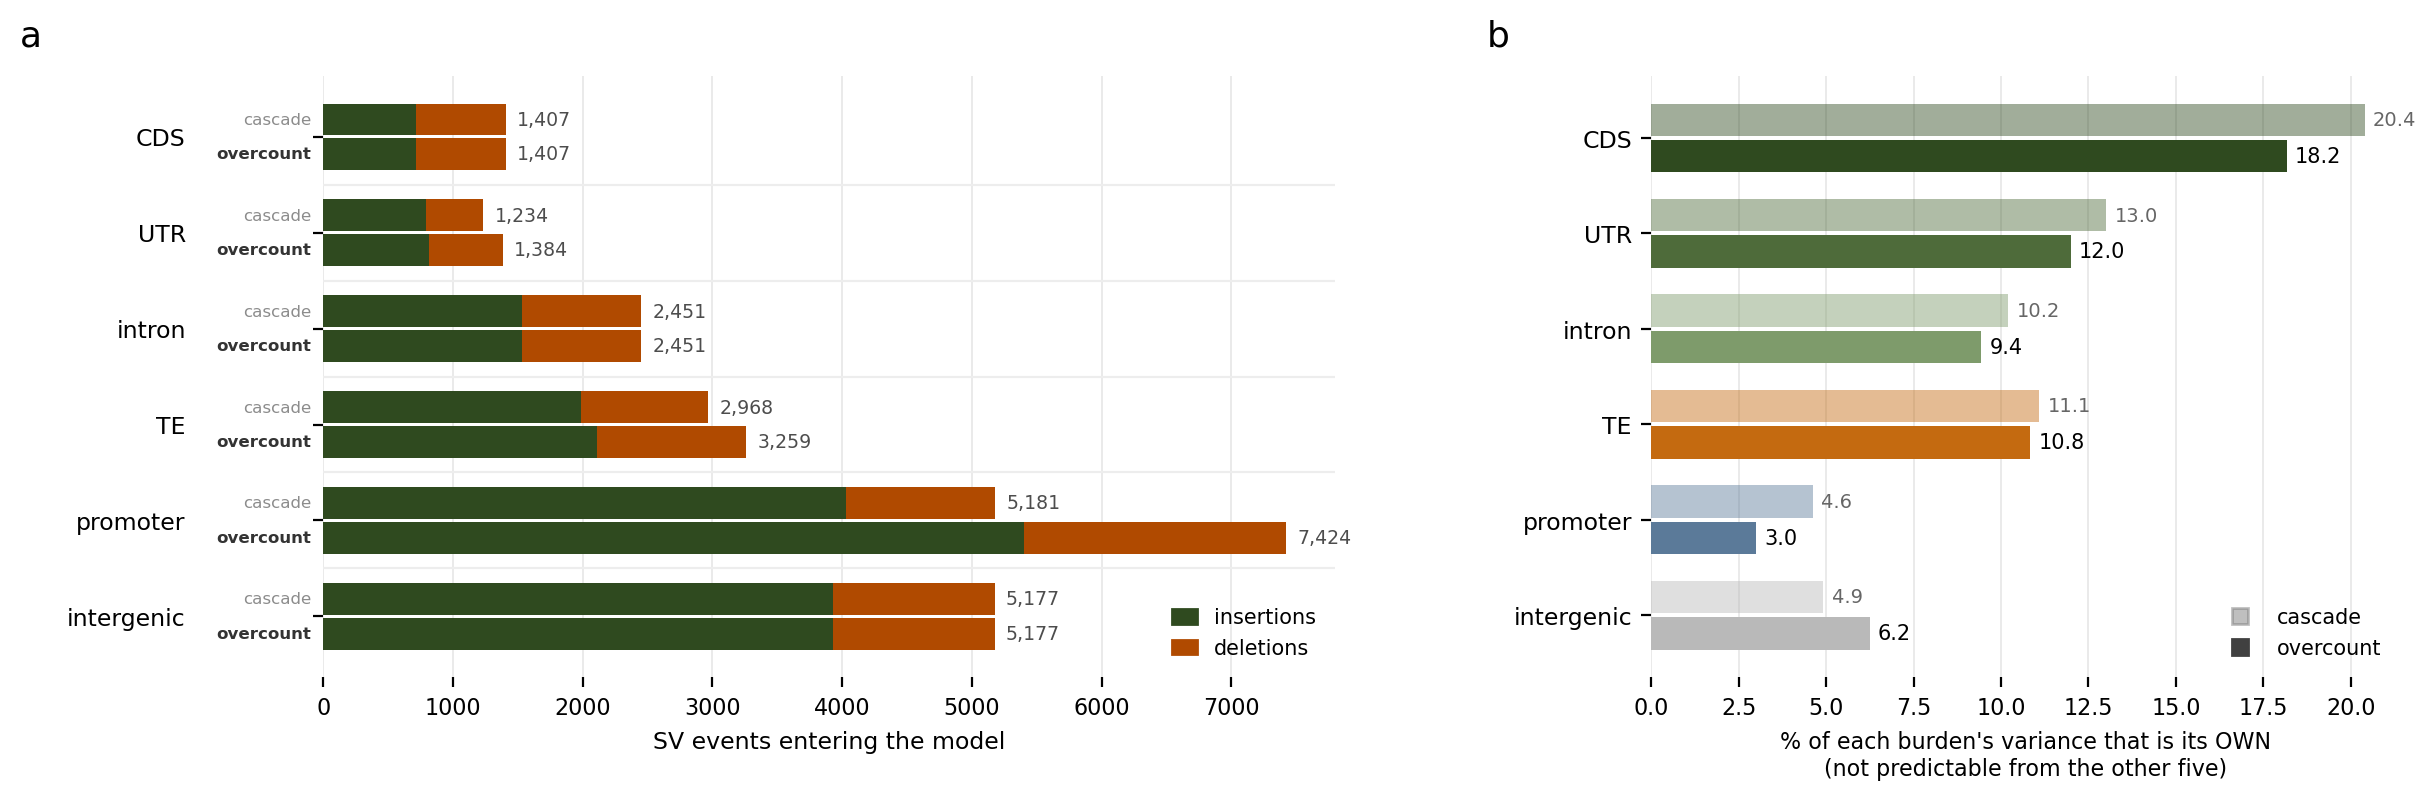 a
CDS
cascade
1,407
overcount
1,407
UTR
cascade
1,234
overcount
1,384
intron
cascade
2,451
overcount
2,451
TE
cascade
2,968
overcount
3,259
promoter
cascade
5,181
overcount
7,424
intergenic
cascade
5,177
overcount
5,177
insertions
deletions
0 1000 2000 3000 4000 5000 6000 7000
SV events entering the model
b
CDS
20.4
18.2
UTR
13.0
12.0
intron
10.2
9.4
TE
11.1
10.8
promoter
4.6
3.0
intergenic
4.9
6.2
cascade
overcount
0.0 2.5 5.0 7.5 10.0 12.5 15.0 17.5 20.0
% of each burden's variance that is its OWN
(not predictable from the other five)